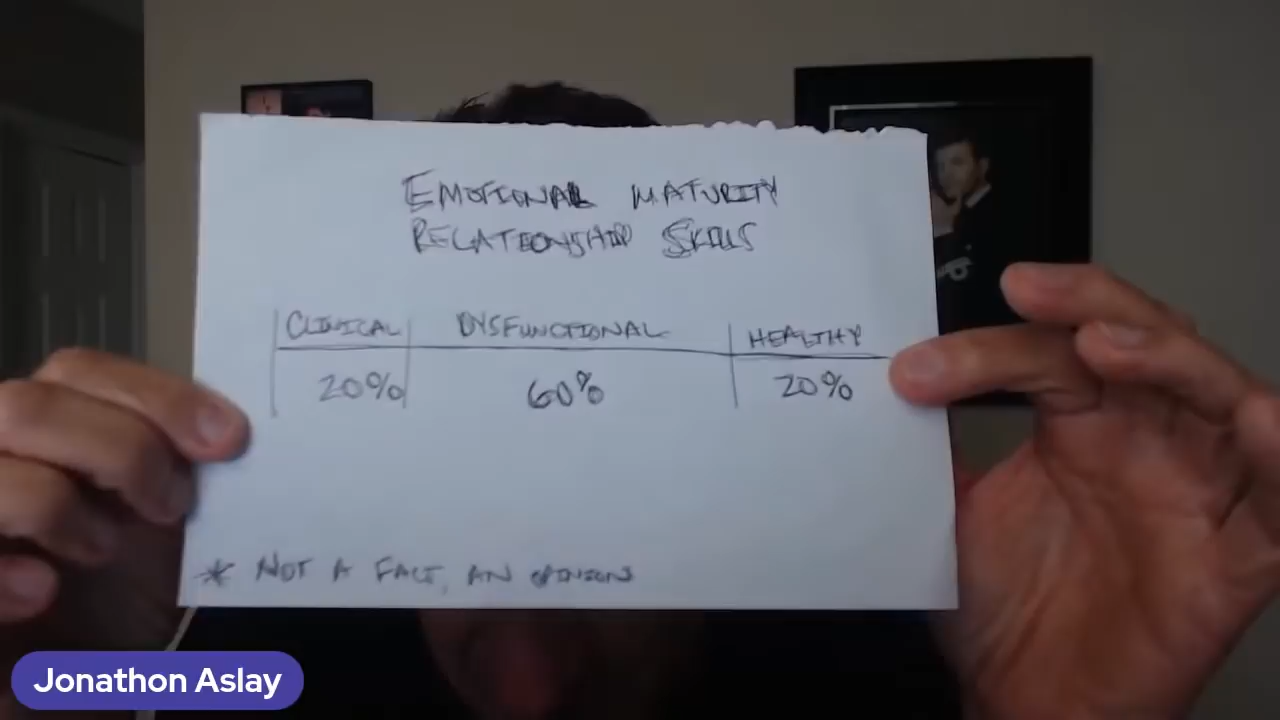 EMOTIONAL MATURITY
RELATIONSHIP SKILLS
CLINICAL DYSFUNCTIONAL HEALTHY
20% 60% 20%
* NOT A FACT, AN OPINION
Jonathon Aslay